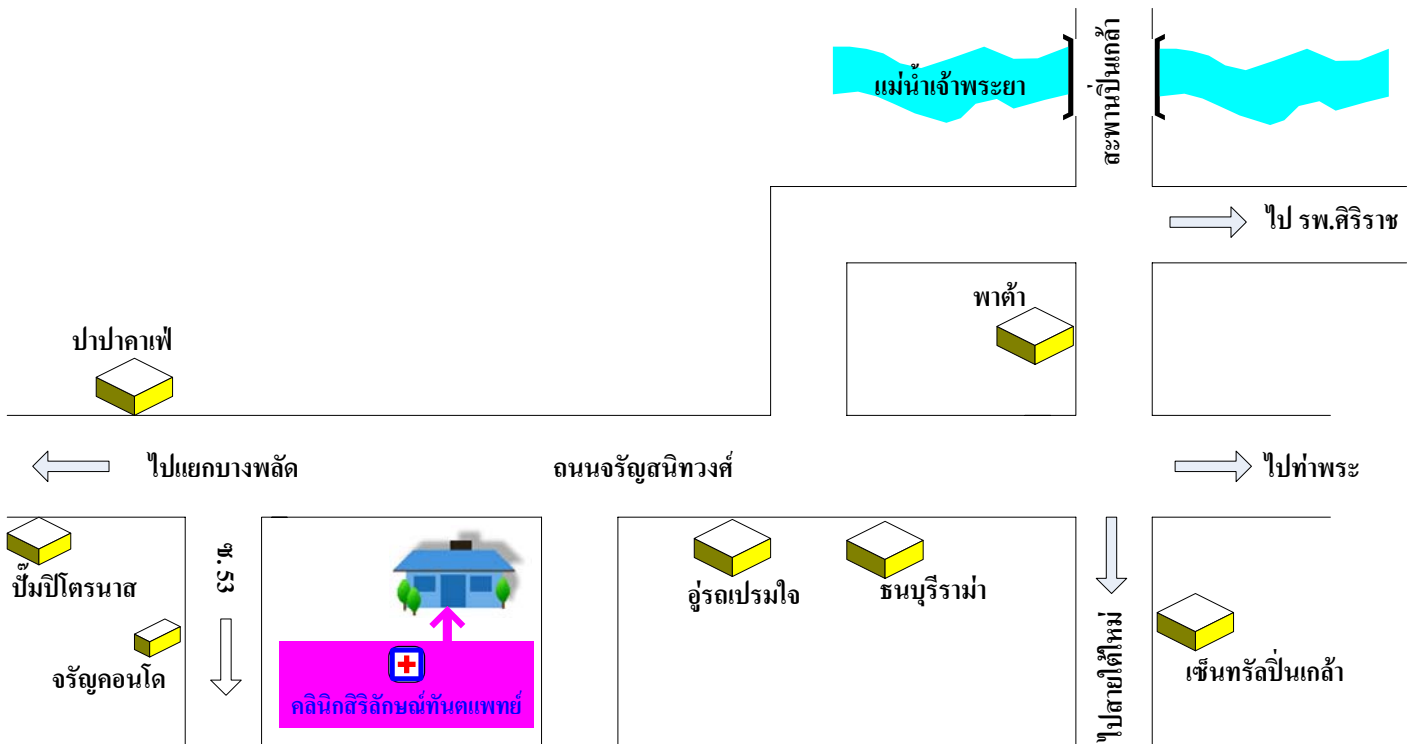 สะพานปิ่นเกล้า
แม่น้ำเจ้าพระยา
ไป รพ.ศิริราช
พาต้า
ปาปาคาเฟ่
ไปแยกบางพลัด
ถนนจรัญสนิทวงศ์
ไปท่าพระ
ปั๊มปิโตรนาส
ซ. 53
อู่รถเปรมใจ
ธนบุรีราม่า
จรัญคอนโด
คลินิกสิริลักษณ์ทันตแพทย์
ไปสายใต้ใหม่
เซ็นทรัลปิ่นเกล้า